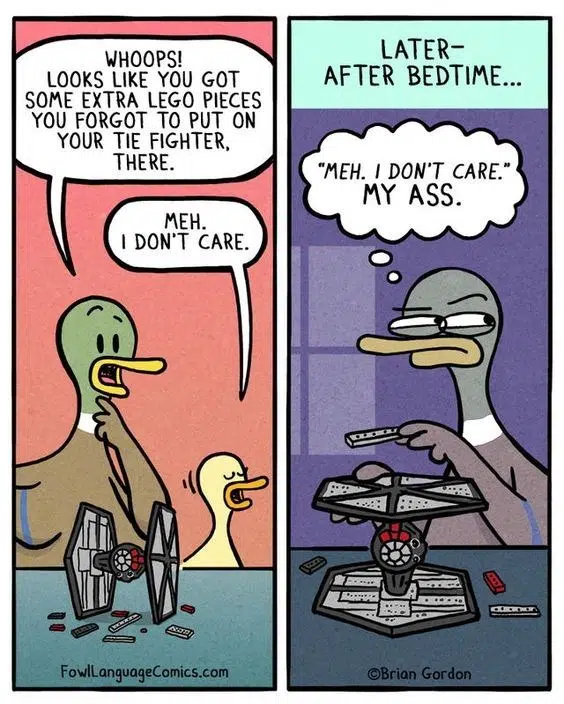 WHOOPS!
LOOKS LIKE YOU GOT
SOME EXTRA LEGO PIECES
YOU FORGOT TO PUT ON
YOUR TIE FIGHTER,
THERE.
MEH.
I DON'T CARE.
FowlLanguageComics.com
LATER-
AFTER BEDTIME...
"MEH. I DON'T CARE."
MY ASS.
©Brian Gordon